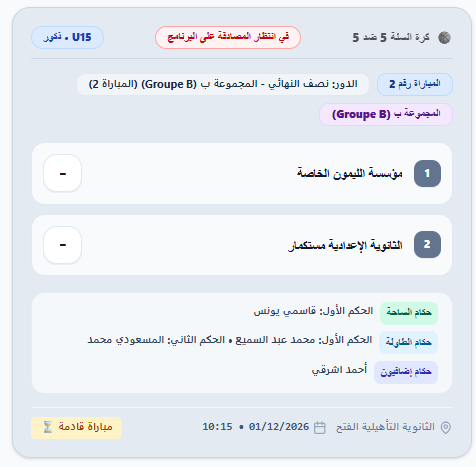 كرة السلة 5 ضد 5
في انتظار المصادقة على البرنامج
U15 • ذكور
المباراة رقم 2
الدور: نصف النهائي - المجموعة ب (Groupe B) (المباراة 2)
المجموعة ب (Groupe B)
1 مؤسسة الليمون الخاصة -
2 الثانوية الإعدادية مستكمار -
حكام الساحة الحكم الأول: قاسمي يونس
حكام الطاولة الحكم الأول: محمد عبد السميع • الحكم الثاني: المسعودي محمد
حكام إضافيون أحمد اشرقي
الثانوية التأهيلية الفتح 01/12/2026 • 10:15
مباراة قادمة ⏳